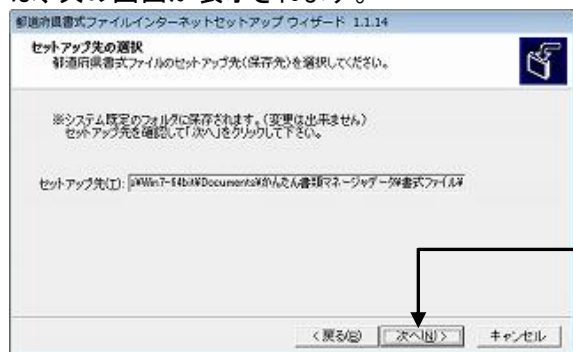 は、次の画面が表示されます。
都道府県書式ファイルインターネットセットアップ ウィザード 1.1.14
セットアップ先の選択
都道府県書式ファイルのセットアップ先(保存先)を選択してください。
※システム既定のフォルダに保存されます。(変更は出来ません)
セットアップ先を確認して「次へ」をクリックして下さい。
セットアップ先(I): s¥Win7-64bit¥Documents¥かんたん書類マネージャデータ¥書式ファイル¥
< 戻る(B) 次へ(N) > キャンセル